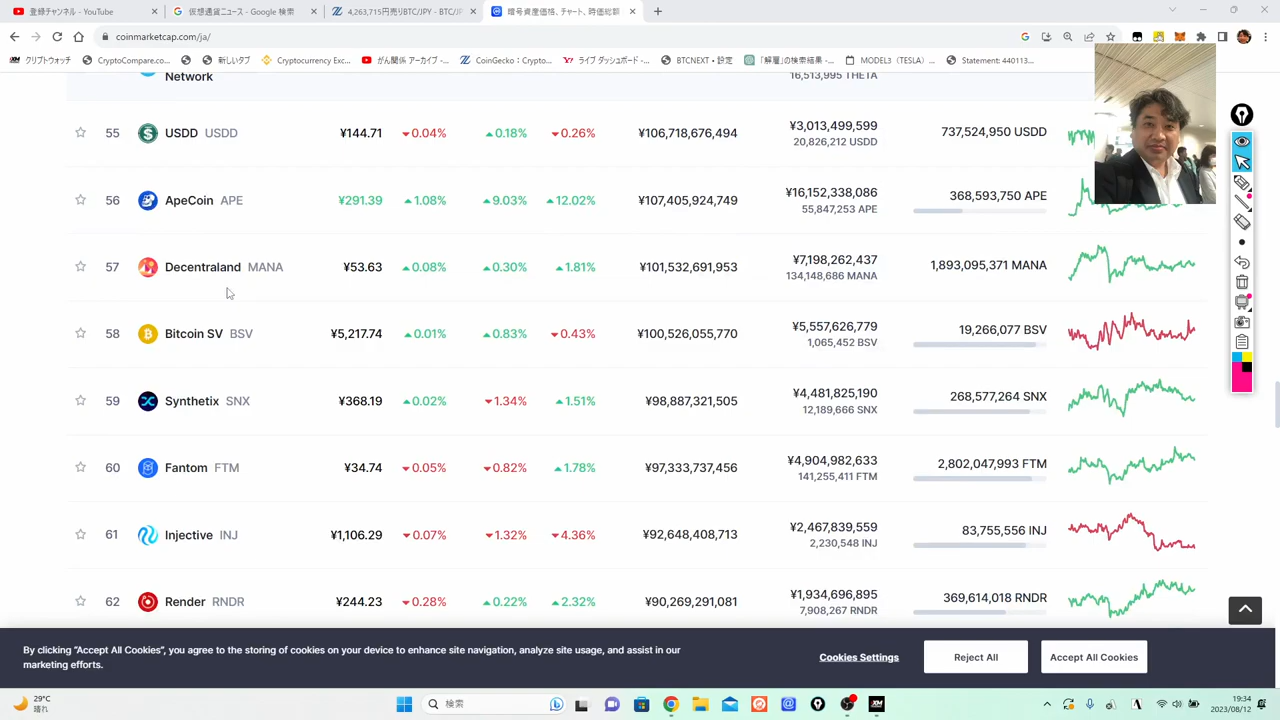 登録チャンネル - YouTube
仮想通貨ニュース - Google 検索
4,263,715円売りBTC/JPY - BTC/JP
暗号資産価格、チャート、時価総額
coinmarketcap.com/ja/
クリプトウォッチ
CryptoCompare.co...
新しいタブ
Cryptocurrency Exc...
がん関係 アーカイブ -...
CoinGecko : Crypto...
ライブ ダッシュボード -...
BTCNEXT • 設定
「解雇」の検索結果 -...
MODEL3（TESLA）...
Statement: 440113...
Network
16,513,995 THETA
55 USDD USDD ¥144.71 0.04% 0.18% 0.26% ¥106,718,676,494 ¥3,013,499,599 737,524,950 USDD
20,826,212 USDD
56 ApeCoin APE ¥291.39 1.08% 9.03% 12.02% ¥107,405,924,749 ¥16,152,338,086 368,593,750 APE
55,847,253 APE
57 Decentraland MANA ¥53.63 0.08% 0.30% 1.81% ¥101,532,691,953 ¥7,198,262,437 1,893,095,371 MANA
134,148,686 MANA
58 Bitcoin SV BSV ¥5,217.74 0.01% 0.83% 0.43% ¥100,526,055,770 ¥5,557,626,779 19,266,077 BSV
1,065,452 BSV
59 Synthetix SNX ¥368.19 0.02% 1.34% 1.51% ¥98,887,321,505 ¥4,481,825,190 268,577,264 SNX
12,189,666 SNX
60 Fantom FTM ¥34.74 0.05% 0.82% 1.78% ¥97,333,737,456 ¥4,904,982,633 2,802,047,993 FTM
141,255,411 FTM
61 Injective INJ ¥1,106.29 0.07% 1.32% 4.36% ¥92,648,408,713 ¥2,467,839,559 83,755,556 INJ
2,230,548 INJ
62 Render RNDR ¥244.23 0.28% 0.22% 2.32% ¥90,269,291,081 ¥1,934,696,895 369,614,018 RNDR
7,908,267 RNDR
By clicking “Accept All Cookies”, you agree to the storing of cookies on your device to enhance site navigation, analyze site usage, and assist in our
marketing efforts.
Cookies Settings
Reject All
Accept All Cookies
29°C
晴れ
検索
XM
A
19:34
2023/08/12